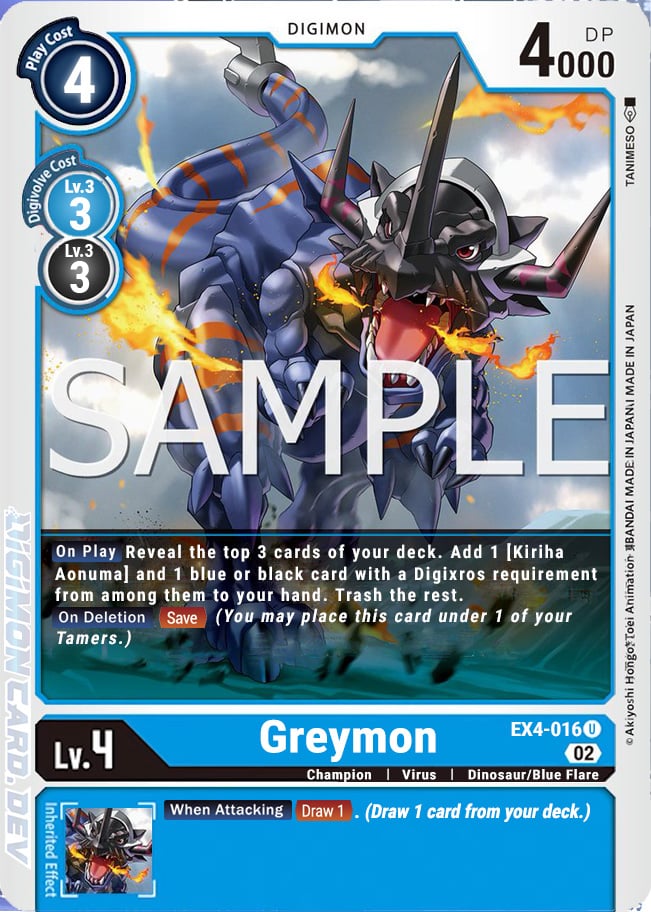 DIGIMON
Play Cost
4
4000 DP
Digivolve Cost
Lv.3
3
Lv.3
3
TANIMESO
SAMPLE
On Play Reveal the top 3 cards of your deck. Add 1 [Kiriha
Aonuma] and 1 blue or black card with a Digixros requirement
from among them to your hand. Trash the rest.
On Deletion Save (You may place this card under 1 of your
Tamers.)
© Akiyoshi Hongo, Toei Animation BANDAI MADE IN JAPAN MADE IN JAPAN
DIGIMONCARD.DEV
Lv.4
Greymon
EX4-016 U
02
Champion | Virus | Dinosaur/Blue Flare
Inherited Effect
When Attacking Draw 1. (Draw 1 card from your deck.)